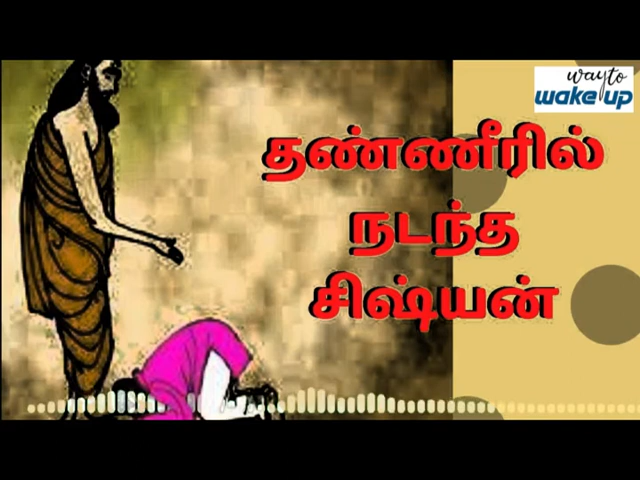 way to
wake up
தண்ணீரில்
நடந்த
சிஷ்யன்